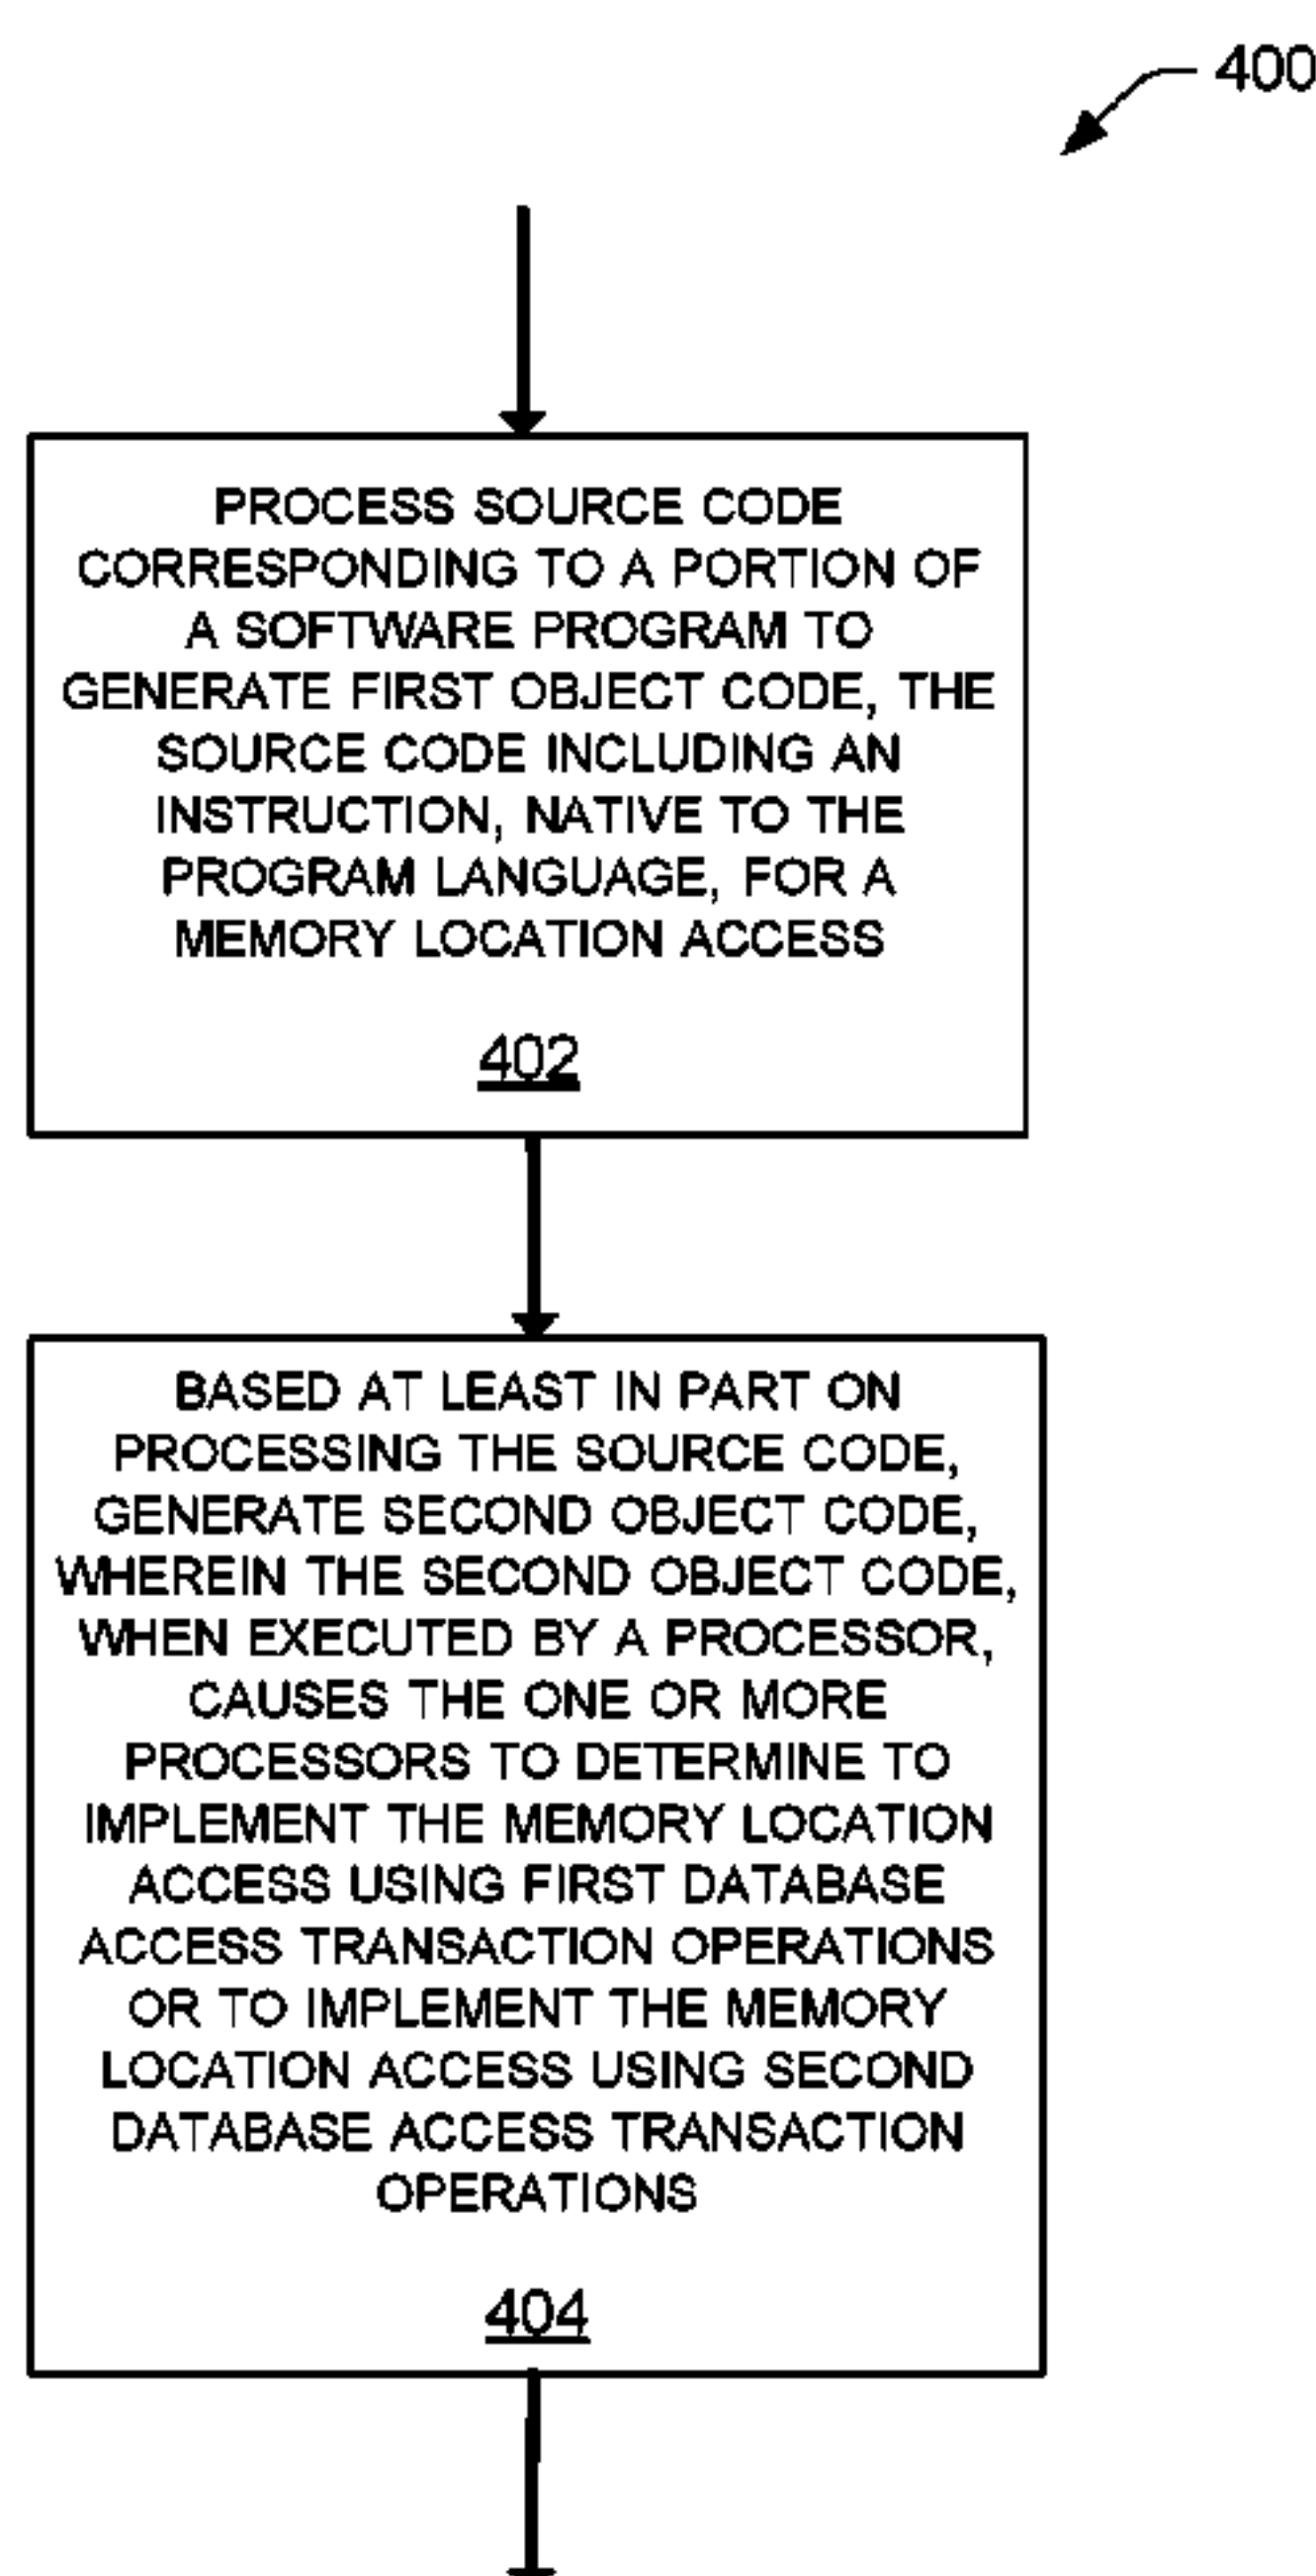 400
PROCESS SOURCE CODE
CORRESPONDING TO A PORTION OF
A SOFTWARE PROGRAM TO
GENERATE FIRST OBJECT CODE, THE
SOURCE CODE INCLUDING AN
INSTRUCTION, NATIVE TO THE
PROGRAM LANGUAGE, FOR A
MEMORY LOCATION ACCESS
402
BASED AT LEAST IN PART ON
PROCESSING THE SOURCE CODE,
GENERATE SECOND OBJECT CODE,
WHEREIN THE SECOND OBJECT CODE,
WHEN EXECUTED BY A PROCESSOR,
CAUSES THE ONE OR MORE
PROCESSORS TO DETERMINE TO
IMPLEMENT THE MEMORY LOCATION
ACCESS USING FIRST DATABASE
ACCESS TRANSACTION OPERATIONS
OR TO IMPLEMENT THE MEMORY
LOCATION ACCESS USING SECOND
DATABASE ACCESS TRANSACTION
OPERATIONS
404